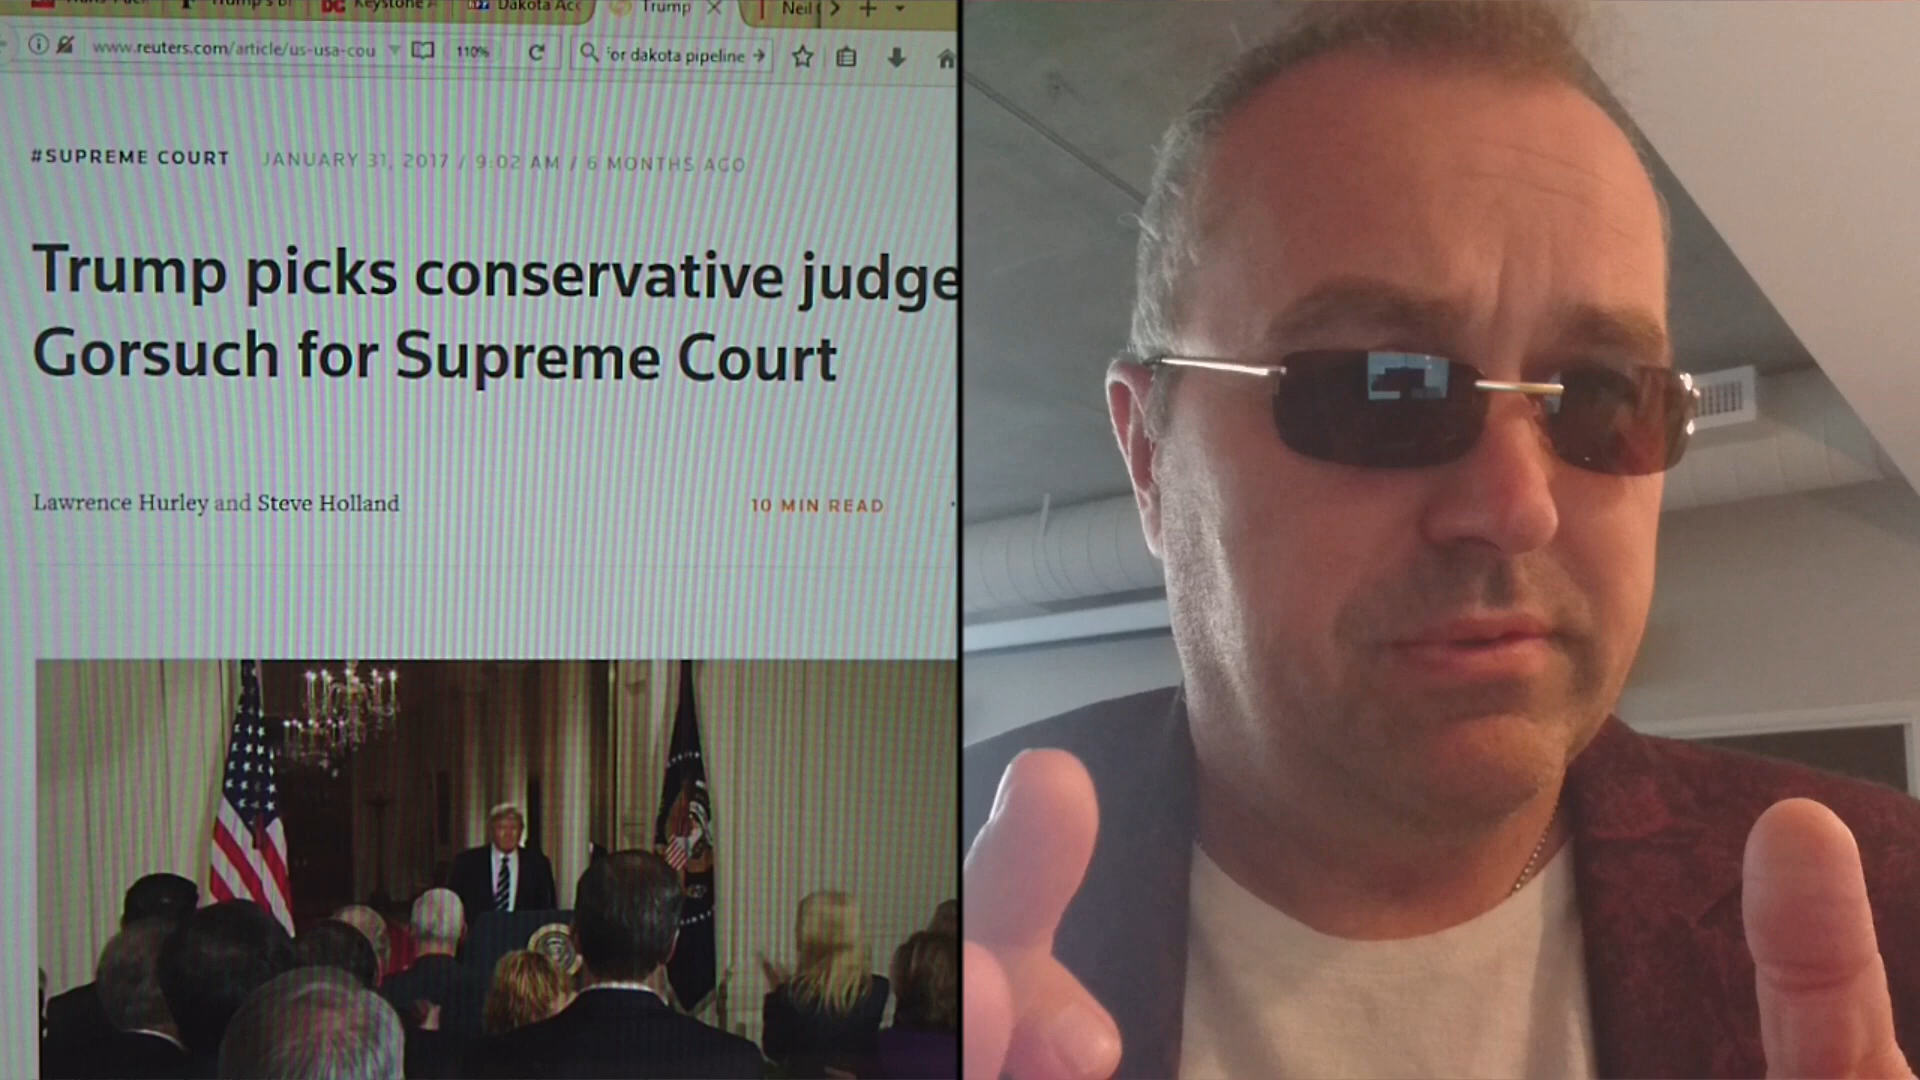 Keystone
Dakota Acc
Trump
Neil
www.reuters.com/article/us-usa-cou
110%
or dakota pipeline
#SUPREME COURT JANUARY 31, 2017 / 9:02 AM / 6 MONTHS AGO
Trump picks conservative judge
Gorsuch for Supreme Court
Lawrence Hurley and Steve Holland
10 MIN READ